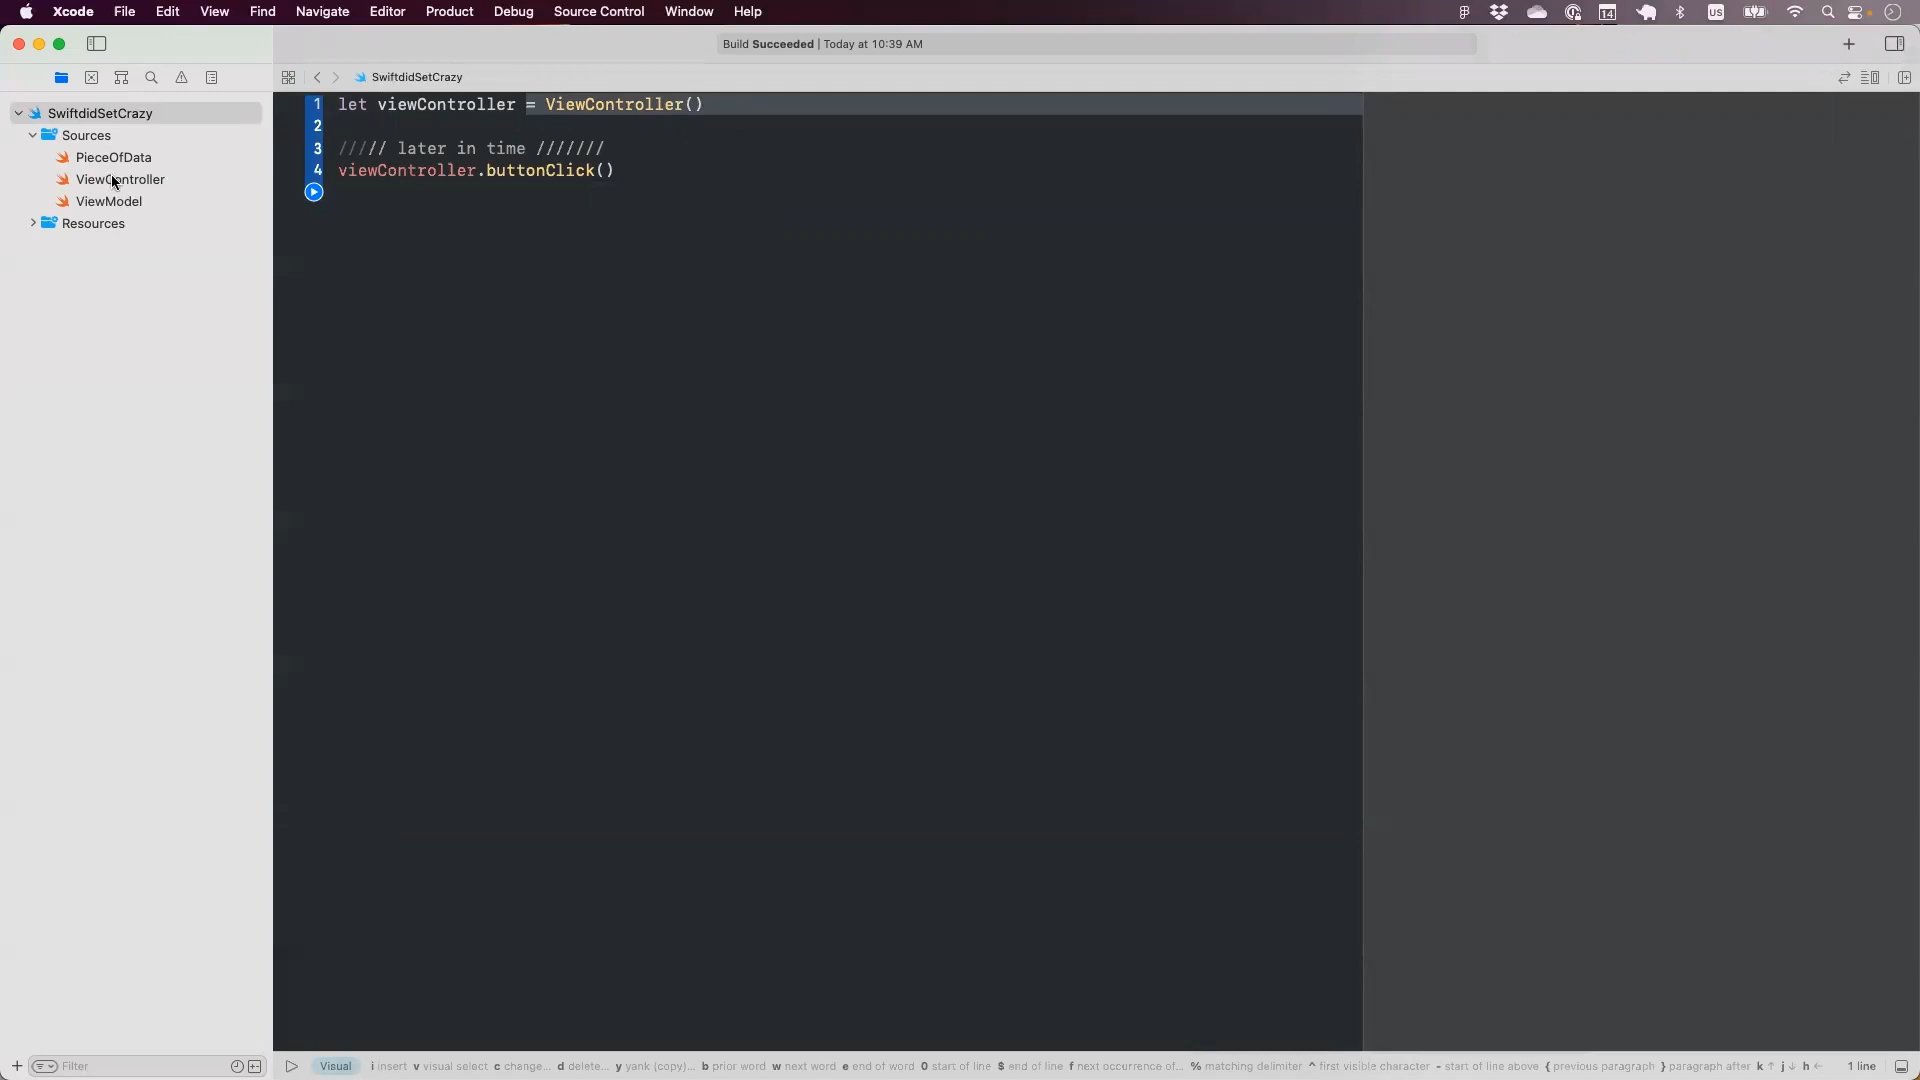 Xcode File Edit View Find Navigate Editor Product Debug Source Control Window Help
14 US
Build Succeeded | Today at 10:39 AM
SwiftdidSetCrazy
SwiftdidSetCrazy
Sources
PieceOfData
ViewController
ViewModel
Resources
1 let viewController = ViewController()
2
3 ///// later in time ///////
4 viewController.buttonClick()
Filter
Visual i insert v visual select c change... d delete... y yank (copy)... b prior word w next word e end of word 0 start of line $ end of line f next occurrence of... % matching delimiter ^ first visible character - start of line above { previous paragraph } paragraph after k ↑ j ↓ h ← 1 line